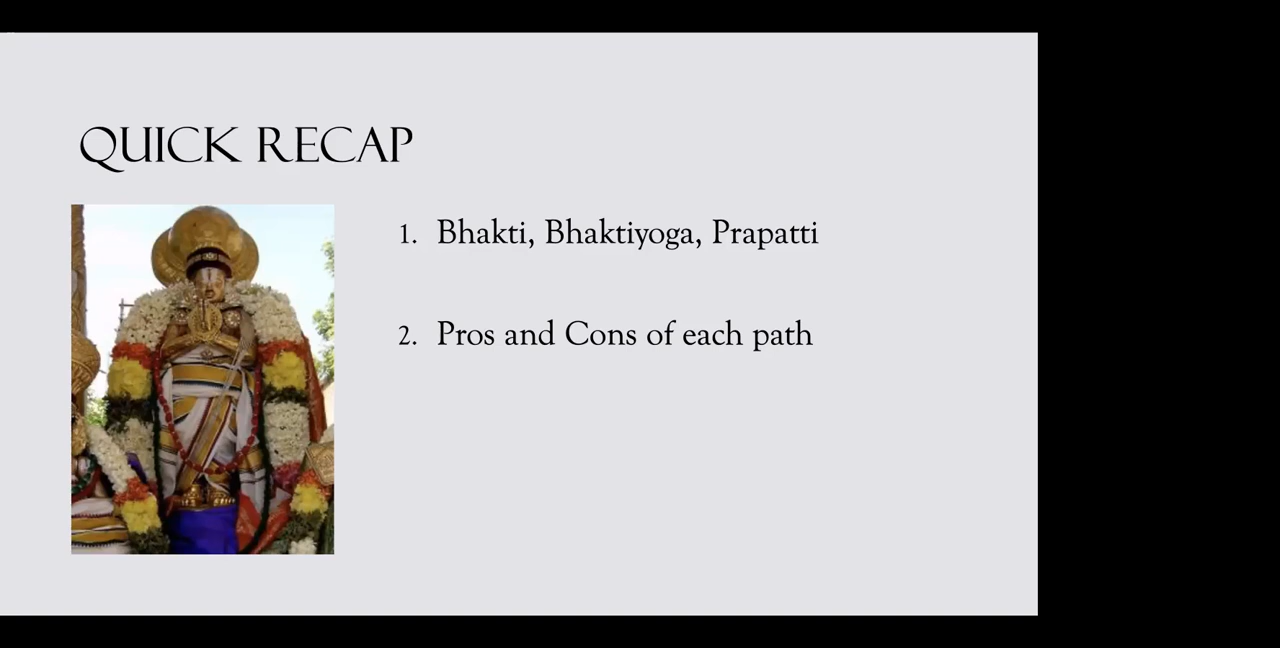 QUICK RECAP
1. Bhakti, Bhaktiyoga, Prapatti
2. Pros and Cons of each path